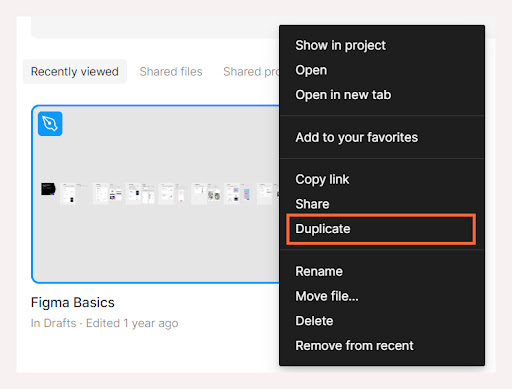 Recently viewed
Shared files
Shared pro
Figma Basics
In Drafts · Edited 1 year ago
Show in project
Open
Open in new tab
Add to your favorites
Copy link
Share
Duplicate
Rename
Move file...
Delete
Remove from recent